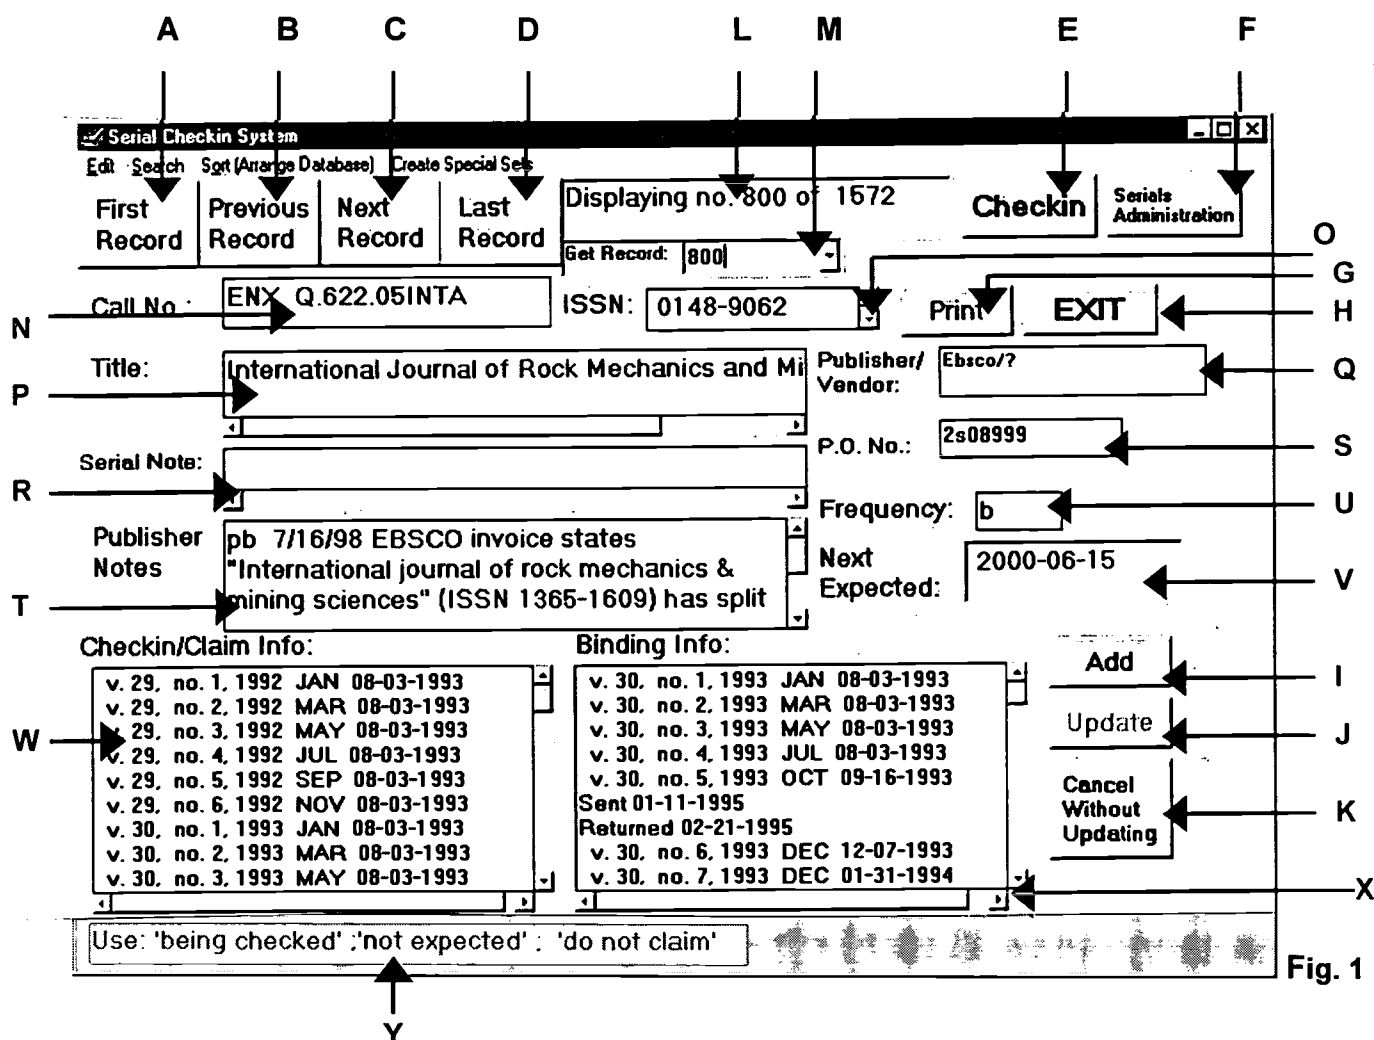 A B C D L M E F
Serial Checkin System
Edit Search Sort (Arrange Database) Create Special Sets
First Record
Previous Record
Next Record
Last Record
Displaying no. 800 of 1572
Checkin
Serials Administration
Get Record: 800
O
G
Call No.: ENX Q.622.05INTA
ISSN: 0148-9062
Print
EXIT
H
N
Title: International Journal of Rock Mechanics and Mi
Publisher/
Vendor:
Ebsco/?
Q
P
P.O. No.: 2s08999
S
Serial Note:
R
Frequency: b
U
Publisher
Notes
pb 7/16/98 EBSCO invoice states
"International journal of rock mechanics &
mining sciences" (ISSN 1365-1609) has split
Next
Expected:
2000-06-15
V
T
Checkin/Claim Info:
v. 29, no. 1, 1992 JAN 08-03-1993
v. 29, no. 2, 1992 MAR 08-03-1993
v. 29, no. 3, 1992 MAY 08-03-1993
v. 29, no. 4, 1992 JUL 08-03-1993
v. 29, no. 5, 1992 SEP 08-03-1993
v. 29, no. 6, 1992 NOV 08-03-1993
v. 30, no. 1, 1993 JAN 08-03-1993
v. 30, no. 2, 1993 MAR 08-03-1993
v. 30, no. 3, 1993 MAY 08-03-1993
W
Binding Info:
v. 30, no. 1, 1993 JAN 08-03-1993
v. 30, no. 2, 1993 MAR 08-03-1993
v. 30, no. 3, 1993 MAY 08-03-1993
v. 30, no. 4, 1993 JUL 08-03-1993
v. 30, no. 5, 1993 OCT 09-16-1993
Sent 01-11-1995
Returned 02-21-1995
v. 30, no. 6, 1993 DEC 12-07-1993
v. 30, no. 7, 1993 DEC 01-31-1994
Add
I
Update
J
Cancel
Without
Updating
K
X
Use: 'being checked' ;'not expected' ; 'do not claim'
Fig. 1
Y